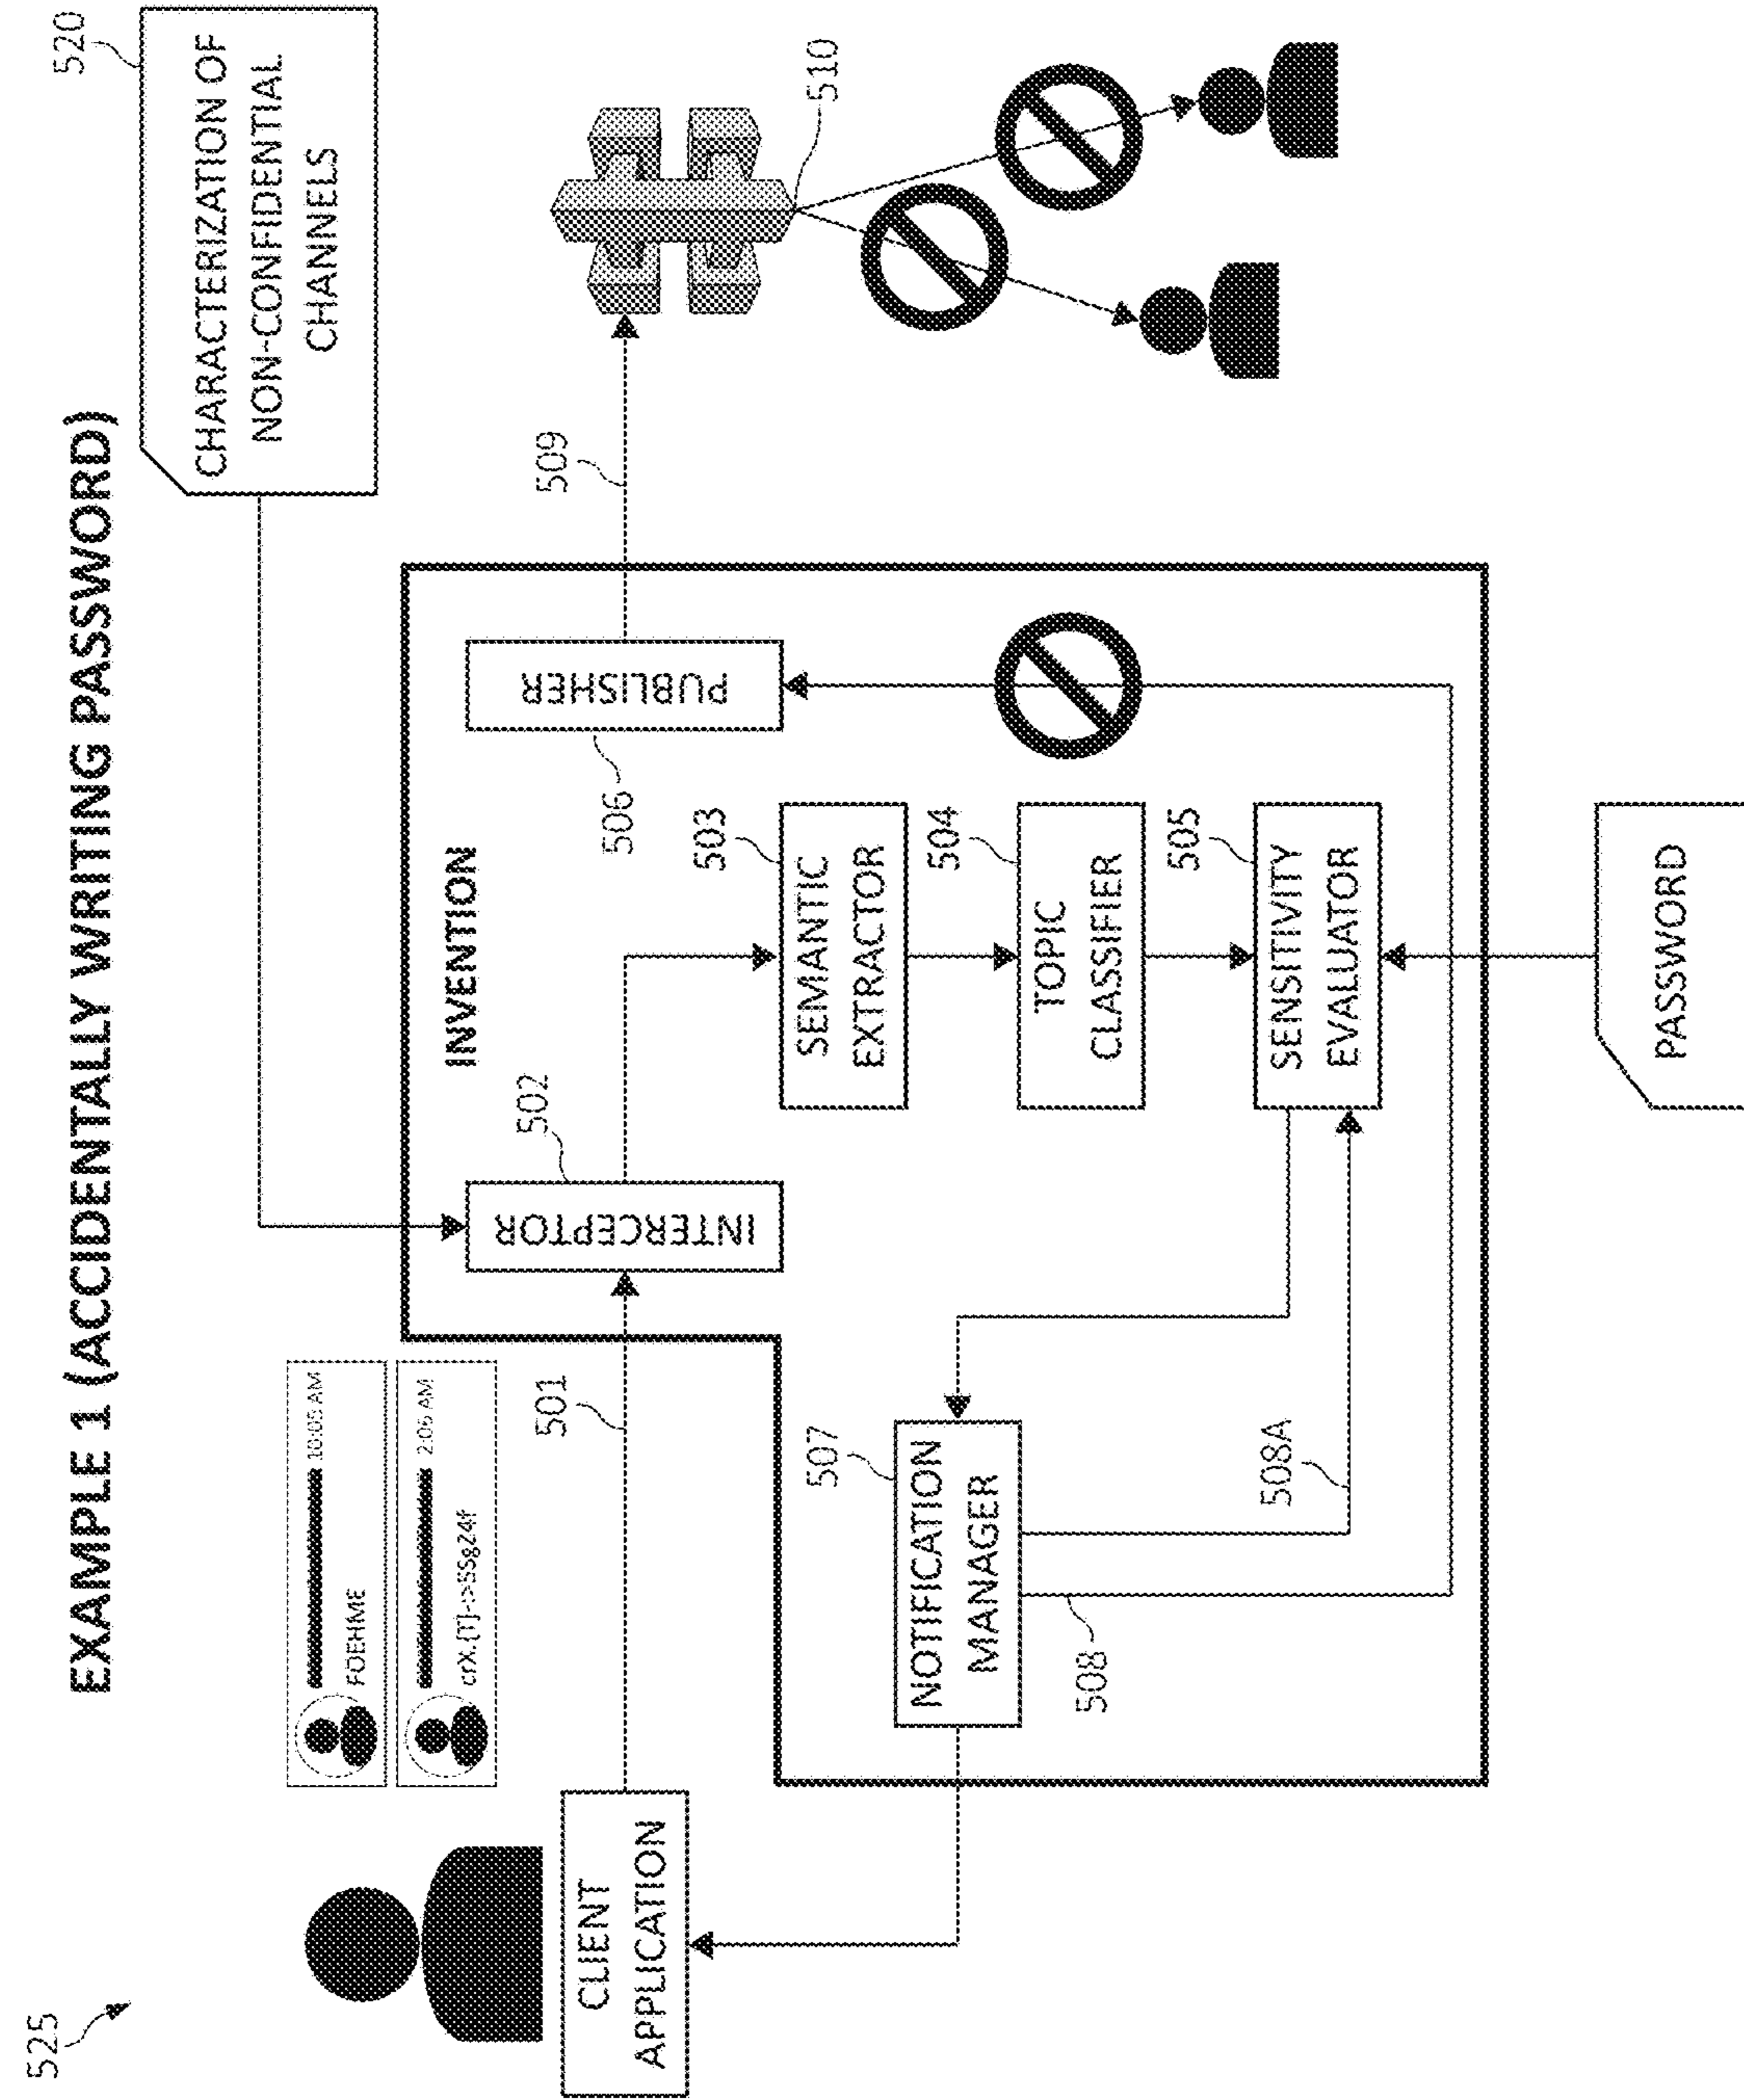 525
EXAMPLE 1 (ACCIDENTALLY WRITING PASSWORD)
520
CHARACTERIZATION OF
NON-CONFIDENTIAL
CHANNELS
10:05 AM
FOEHME
2:06 AM
CLIENT
APPLICATION
501
INVENTION
502
INTERCEPTOR
506
PUBLISHER
509
510
503
SEMANTIC
EXTRACTOR
504
TOPIC
CLASSIFIER
505
SENSITIVITY
EVALUATOR
507
NOTIFICATION
MANAGER
508
508A
PASSWORD